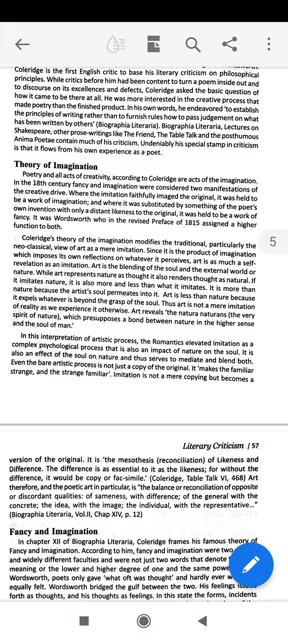 Coleridge is the first English critic to base his literary criticism on philosophical
principles. While critics before him had been content to turn a poem inside out and
to discourse on its excellences and defects, Coleridge asked the basic question of
how it came to be there at all. He was more interested in the creative process that
made poetry than the finished product. In his own words, he endeavored 'to establish
the principles of writing rather than to furnish rules how to pass judgement on what
has been written by others' (Biographia Literaria). Biographia Literaria, Lectures on
Shakespeare, other prose-writings like The Friend, The Table Talk and the posthumous
Anima Poetae contain much of his criticism. Undeniably his special stamp in criticism
is that it flows from his own experience as a poet.
Theory of Imagination
Poetry and all acts of creativity, according to Coleridge are acts of the imagination.
In the 18th century fancy and imagination were considered two manifestations of
the creative drive. Where the imitation faithfully imaged the original, it was held to
be a work of imagination; and where it was substituted by something of the poet's
own invention with only a distant likeness to the original, it was held to be a work of
fancy. It was Wordsworth who in the revised Preface of 1815 assigned a higher
function to both.
5
Coleridge's theory of the imagination modifies the traditional, particularly the
neo-classical, view of art as a mere imitation. Since it is the product of imagination
which imposes its own reflections on whatever it perceives, art is as much a self-
revelation as an imitation. Art is the blending of the soul and the external world or
nature. While art represents nature as thought it also renders thought as natural. If
it imitates nature, it is also more and less than what it imitates. It is more than
nature because the artist's soul permeates into it. Art is less than nature because
it expels whatever is beyond the grasp of the soul. Thus art is not a mere imitation
of reality as we experience it otherwise. Art reveals 'the natura naturans (the very
spirit of nature), which presupposes a bond between nature in the higher sense
and the soul of man.'
In this interpretation of artistic process, the Romantics elevated imitation as a
complex psychological process that is also an impact of nature on the soul. It is
also an effect of the soul on nature and thus serves to mediate and blend both.
Even the bare artistic process is not just a copy of the original. It 'makes the familiar
strange, and the strange familiar'. Imitation is not a mere copying but becomes a
Literary Criticism | 57
version of the original. It is 'the mesothesis (reconciliation) of Likeness and
Difference. The difference is as essential to it as the likeness; for without the
difference, it would be copy or fac-simile.' (Coleridge, Table Talk VI, 468) Art
therefore, and the poetic art in particular, is "the balance or reconciliation of opposite
or discordant qualities: of sameness, with difference; of the general with the
concrete; the idea, with the image; the individual, with the representative..."
(Biographia Literaria, Vol.II, Chap XIV, p. 12)
Fancy and Imagination
In chapter XII of Biographia Literaria, Coleridge frames his famous theory of
Fancy and Imagination. According to him, fancy and imagination were two
and widely different faculties and were not just two words that denote
meaning or the lower and higher degree of one and the same power.
Wordsworth, poets only gave 'what oft was thought' and hardly ever
equally felt. Wordsworth bridged the gulf between the two. His feelings
forth as thoughts, and his thoughts as feelings. In this state the forms, incidents